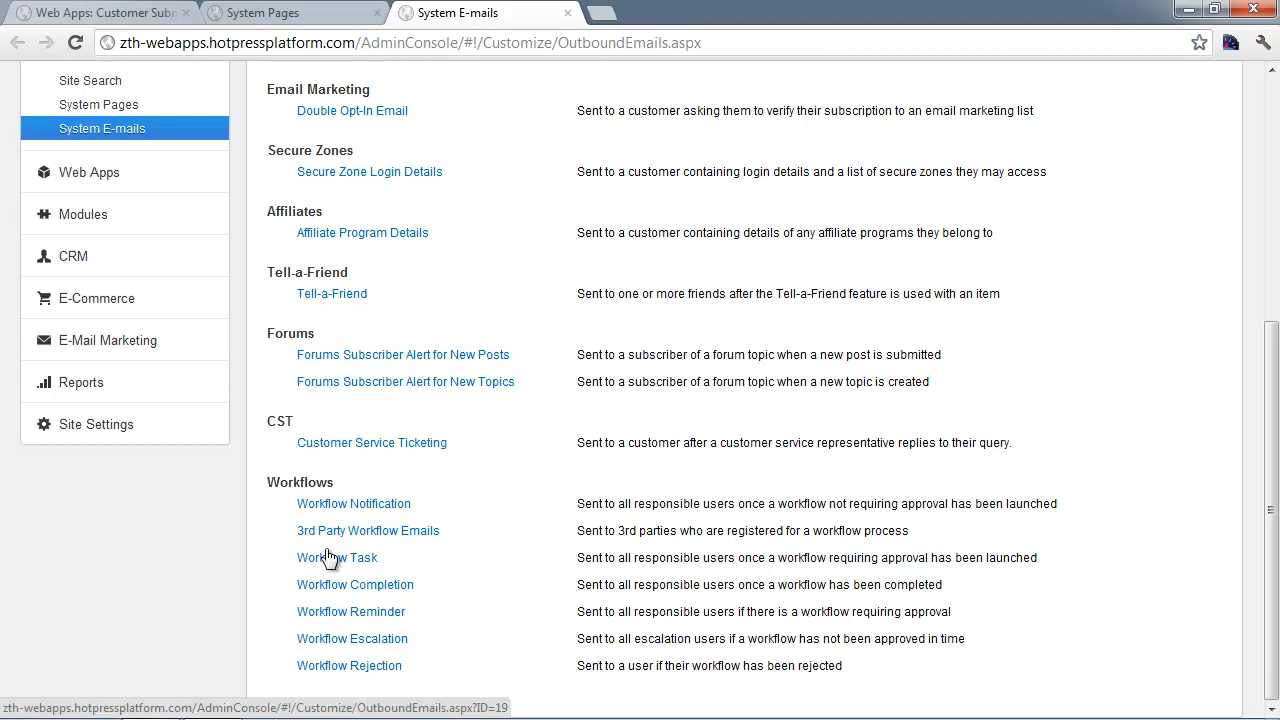 Web Apps: Customer Subn
System Pages
System E-mails
zth-webapps.hotpressplatform.com/AdminConsole/#!/Customize/OutboundEmails.aspx
Site Search
System Pages
System E-mails
Web Apps
Modules
CRM
E-Commerce
E-Mail Marketing
Reports
Site Settings
Email Marketing
Double Opt-In Email Sent to a customer asking them to verify their subscription to an email marketing list
Secure Zones
Secure Zone Login Details Sent to a customer containing login details and a list of secure zones they may access
Affiliates
Affiliate Program Details Sent to a customer containing details of any affiliate programs they belong to
Tell-a-Friend
Tell-a-Friend Sent to one or more friends after the Tell-a-Friend feature is used with an item
Forums
Forums Subscriber Alert for New Posts Sent to a subscriber of a forum topic when a new post is submitted
Forums Subscriber Alert for New Topics Sent to a subscriber of a forum topic when a new topic is created
CST
Customer Service Ticketing Sent to a customer after a customer service representative replies to their query.
Workflows
Workflow Notification Sent to all responsible users once a workflow not requiring approval has been launched
3rd Party Workflow Emails Sent to 3rd parties who are registered for a workflow process
Workflow Task Sent to all responsible users once a workflow requiring approval has been launched
Workflow Completion Sent to all responsible users once a workflow has been completed
Workflow Reminder Sent to all responsible users if there is a workflow requiring approval
Workflow Escalation Sent to all escalation users if a workflow has not been approved in time
Workflow Rejection Sent to a user if their workflow has been rejected
zth-webapps.hotpressplatform.com/AdminConsole/#!/Customize/OutboundEmails.aspx?ID=19